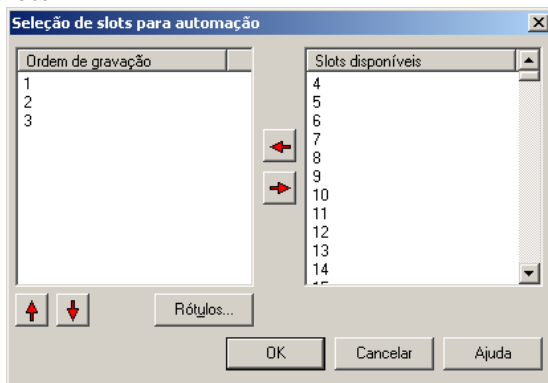 Seleção de slots para automação
Ordem de gravação
1
2
3
Slots disponíveis
4
5
6
7
8
9
10
11
12
13
14
Rótulos...
OK
Cancelar
Ajuda